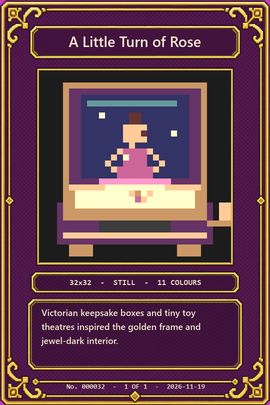 A Little Turn of Rose
32x32 - STILL - 11 COLOURS
Victorian keepsake boxes and tiny toy
theatres inspired the golden frame and
jewel-dark interior.
No. 000032 - 1 OF 1 - 2026-11-19